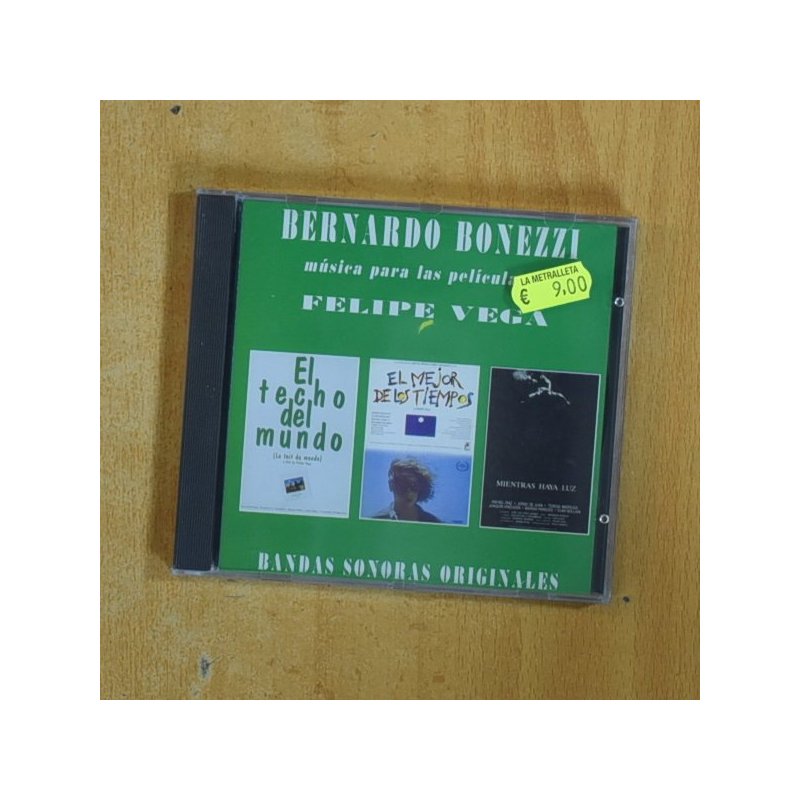 BERNARDO BONEZZI
música para las película
FELIPE VEGA
LA METRALLETA
€ 9,00
El
techo
del
mundo
(Le toit du monde)
EL MEJOR
DE LOS TIEMPOS
MIENTRAS HAYA LUZ
BANDAS SONORAS ORIGINALES